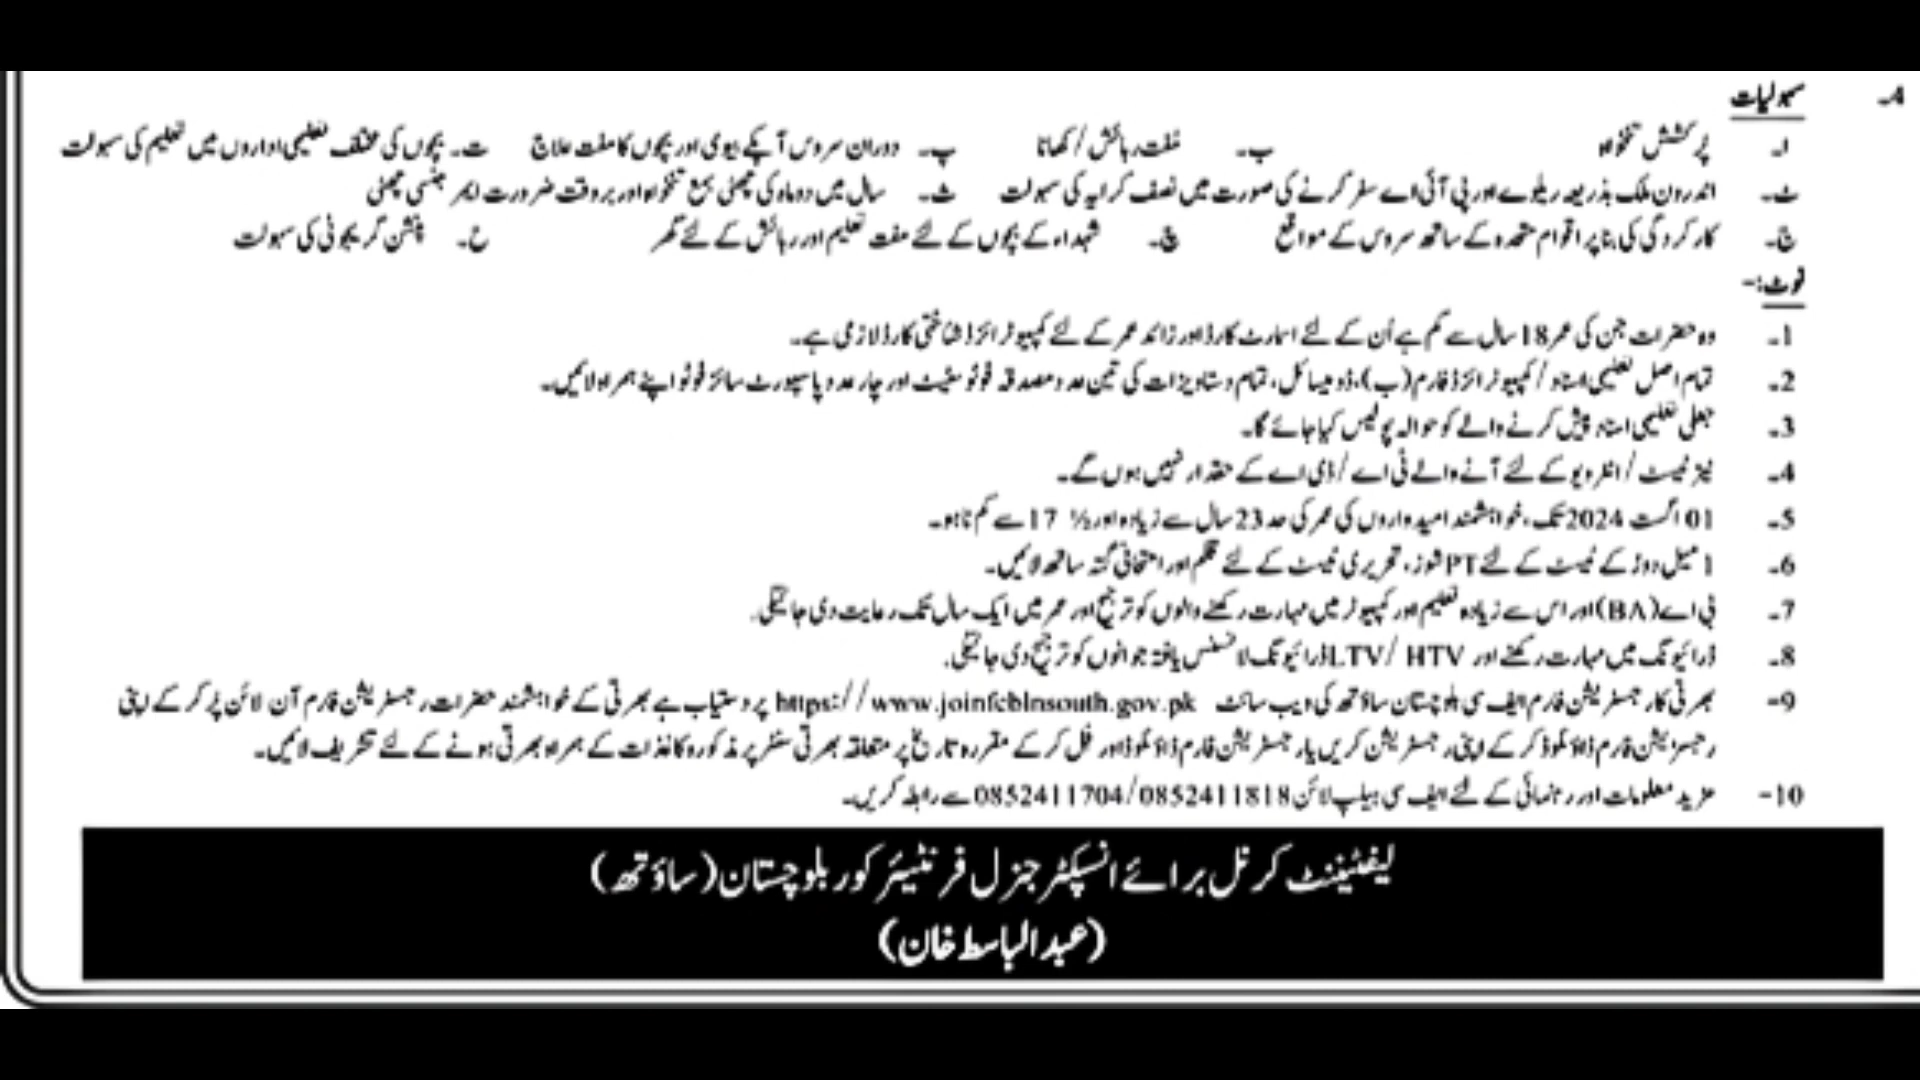 4۔ سہولیات
ا۔ پُرکشش تنخواہ ب۔ مُفت رہائش/کھانا پ۔ دوران سروس آپکے بیوی اور بچوں کا مفت علاج ت۔ بچوں کی مختلف تعلیمی اداروں میں تعلیم کی سہولت
ٹ۔ اندرون ملک بذریعہ ریلوے اور پی آئی اے سفر کرنے کی صورت میں نصف کرایہ کی سہولت ث۔ سال میں دو ماہ کی چھٹی بمع تنخواہ اور بروقت ضرورت ایمرجنسی چھٹی
ج۔ کارکردگی کی بنا پر اقوام متحدہ کے ساتھ سروس کے مواقع چ۔ شہداء کے بچوں کے لئے مفت تعلیم اور رہائش کے لئے گھر ح۔ پنشن گریجوٹی کی سہولت
نوٹ:-
1۔ وہ حضرات جن کی عمر 18 سال سے کم ہے اُن کے لئے اسمارٹ کارڈ اور زائد عمر کے لئے کمپیوٹرائزڈ شناختی کارڈ لازمی ہے۔
2۔ تمام اصل تعلیمی اسناد/کمپیوٹرائزڈ فارم (ب)، ڈومیسائل، تمام دستاویزات کی تین عدد مصدقہ فوٹوسٹیٹ اور چار عدد پاسپورٹ سائز فوٹو اپنے ہمراہ لائیں۔
3۔ جعلی تعلیمی اسناد پیش کرنے والے کو حوالہ پولیس کیا جائے گا۔
4۔ نیز ٹیسٹ/انٹرویو کے لئے آنے والے ٹی اے/ڈی اے کے حقدار نہیں ہوں گے۔
5۔ 01 اگست 2024 تک، خواہشمند امیدواروں کی عمر کی حد 23 سال سے زیادہ اور ½ 17 سے کم نا ہو۔
6۔ 1 میل دوڑ کے ٹیسٹ کے لئے PT شوز، تحریری ٹیسٹ کے لئے قلم اور امتحانی گتہ ساتھ لائیں۔
7۔ بی اے (BA) اور اس سے زیادہ تعلیم اور کمپیوٹر میں مہارت رکھنے والوں کو ترجیح اور عمر میں ایک سال تک رعایت دی جائیگی۔
8۔ ڈرائیونگ میں مہارت رکھنے اور LTV/ HTV ڈرائیونگ لائسنس یافتہ جوانوں کو ترجیح دی جائیگی۔
9۔ بھرتی کا رجسٹریشن فارم ایف سی بلوچستان ساؤتھ کی ویب سائٹ https://www.joinfcblnsouth.gov.pk پر دستیاب ہے بھرتی کے خواہشمند حضرات رجسٹریشن فارم آن لائن پُر کر کے اپنی
رجسٹریشن فارم ڈاؤنلوڈ کر کے اپنی رجسٹریشن کریں یا رجسٹریشن فارم ڈاؤنلوڈ اور فل کر کے مقررہ تاریخ پر متعلقہ بھرتی سنٹر پر مذکورہ کاغذات کے ہمراہ بھرتی ہونے کے لئے تشریف لائیں۔
10- مزید معلومات اور رہنمائی کے لئے ایف سی ہیلپ لائن 0852411704/0852411818 سے رابطہ کریں۔
لیفٹیننٹ کرنل برائے انسپکٹر جنرل فرنٹیئر کور بلوچستان (ساؤتھ)
(عبدالباسط خان)